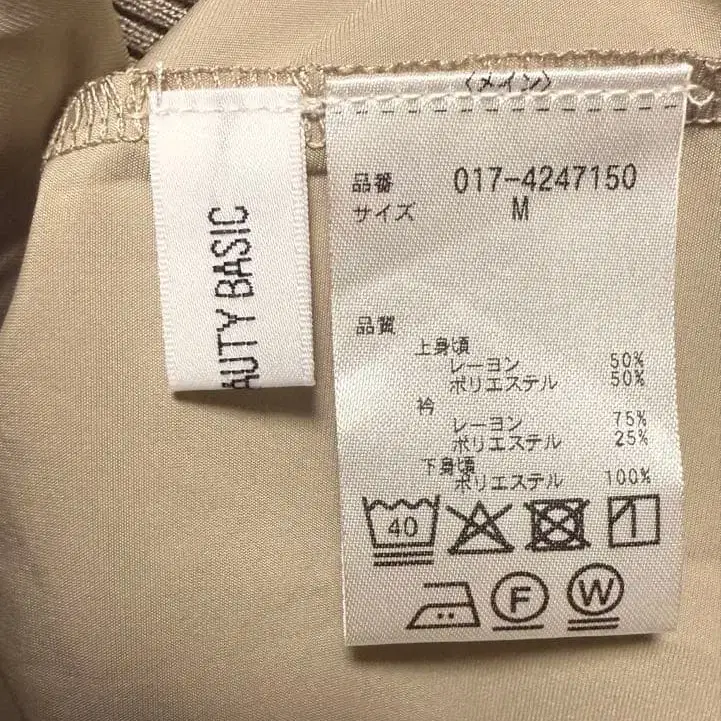 AUTY BASIC
〈メイン〉
品番 017-4247150
サイズ M
品質
上身頃
レーヨン 50%
ポリエステル 50%
衿
レーヨン 75%
ポリエステル 25%
下身頃
ポリエステル 100%
40
F W